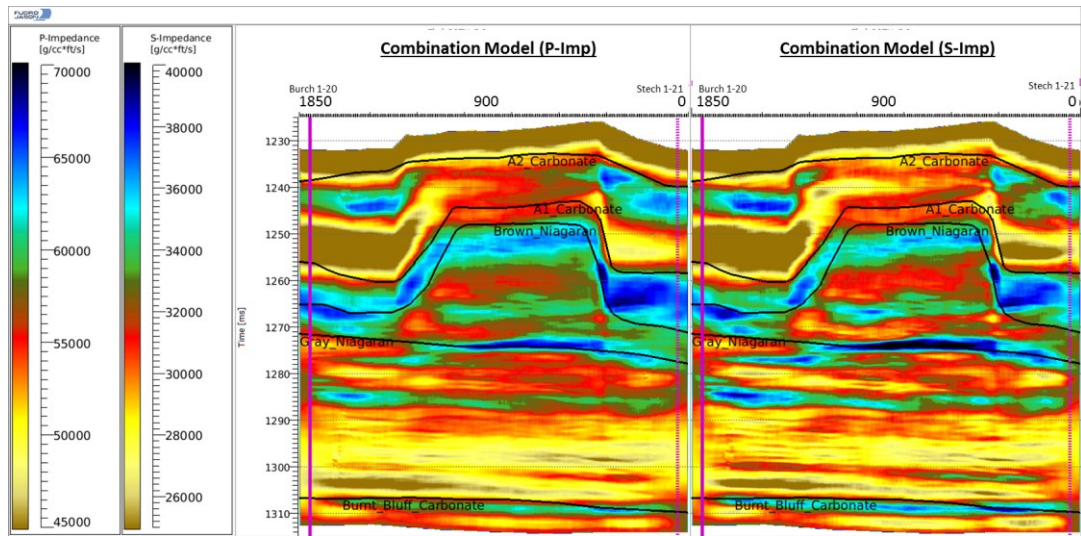 FUGRO
JASON
P-Impedance
[g/cc*ft/s]
70000
65000
60000
55000
50000
45000
S-Impedance
[g/cc*ft/s]
40000
38000
36000
34000
32000
30000
28000
26000
Combination Model (P-Imp)
Burch 1-20
Stech 1-21
1850
900
0
Time [ms]
1230
1240
1250
1260
1270
1280
1290
1300
1310
A2_Carbonate
A1_Carbonate
Brown_Niagaran
Gray_Niagaran
Burnt_Bluff_Carbonate
Combination Model (S-Imp)
Burch 1-20
Stech 1-21
1850
900
0
A2_Carbonate
A1_Carbonate
Brown_Niagaran
Gray_Niagaran
Burnt_Bluff_Carbonate